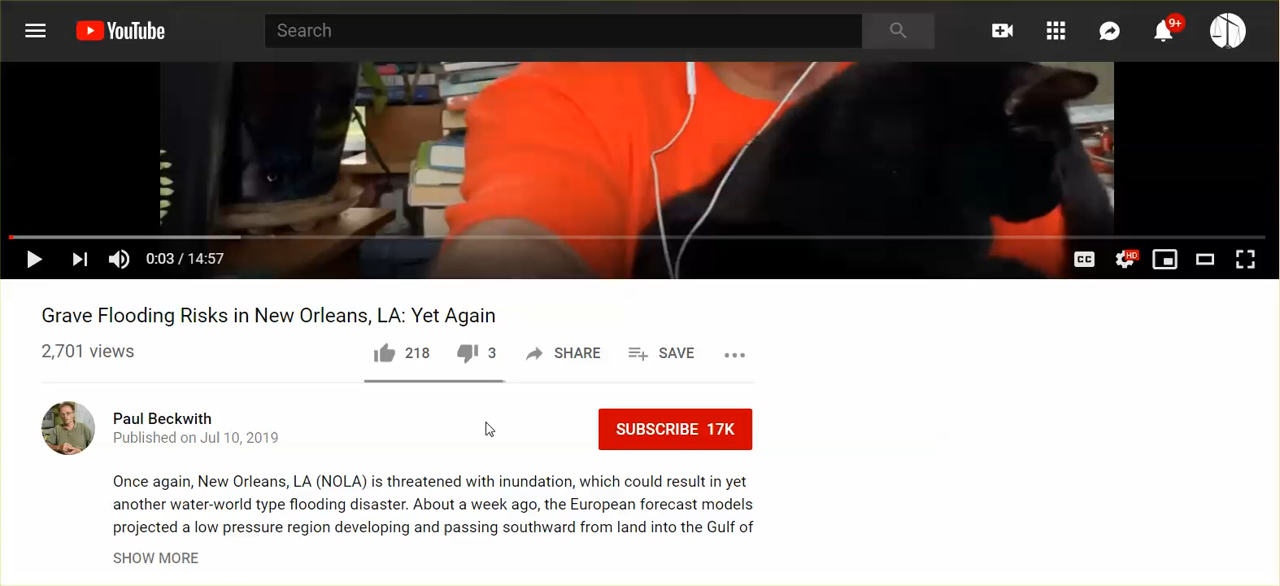 YouTube
Search
9+
0:03 / 14:57
CC
HD
Grave Flooding Risks in New Orleans, LA: Yet Again
2,701 views
218
3
SHARE
SAVE
Paul Beckwith
Published on Jul 10, 2019
SUBSCRIBE 17K
Once again, New Orleans, LA (NOLA) is threatened with inundation, which could result in yet
another water-world type flooding disaster. About a week ago, the European forecast models
projected a low pressure region developing and passing southward from land into the Gulf of
SHOW MORE